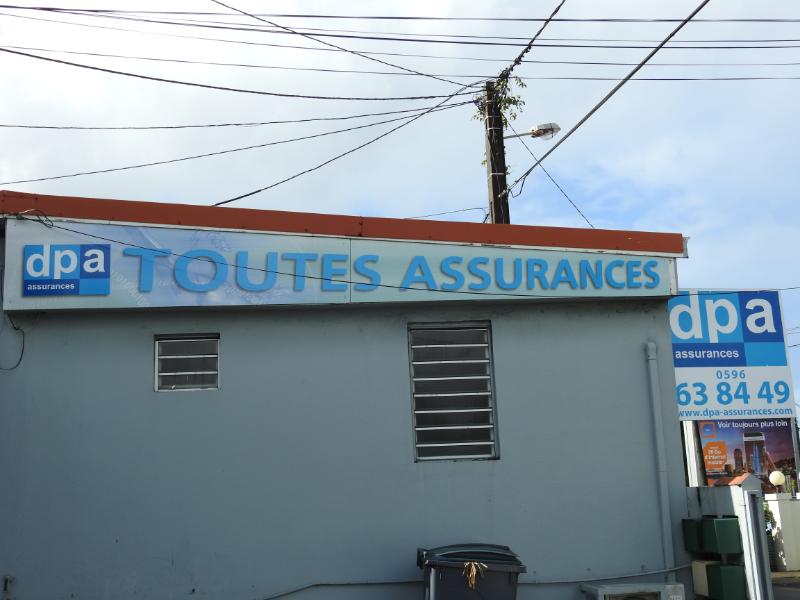 dpa TOUTES ASSURANCES
assurances
dpa
assurances
0596
63 84 49
www.dpa-assurances.com
Voir toujours plus loin